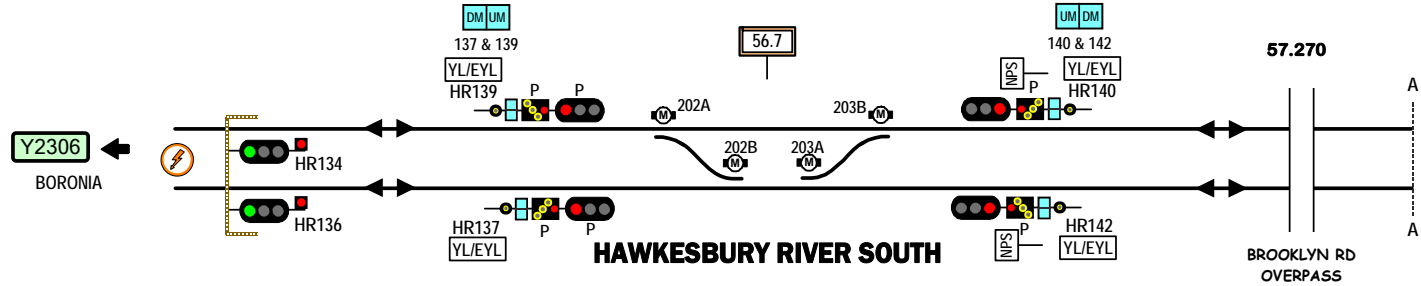 DM UM
137 & 139
YL/EYL
HR139
P P
56.7
UM DM
140 & 142
NPS
YL/EYL
P
HR140
57.270
A
202A
203B
M
M
Y2306
BORONIA
HR134
202B
203A
M
M
HR136
HR137
YL/EYL
P P
HAWKESBURY RIVER SOUTH
NPS
P
HR142
YL/EYL
BROOKLYN RD
OVERPASS
A